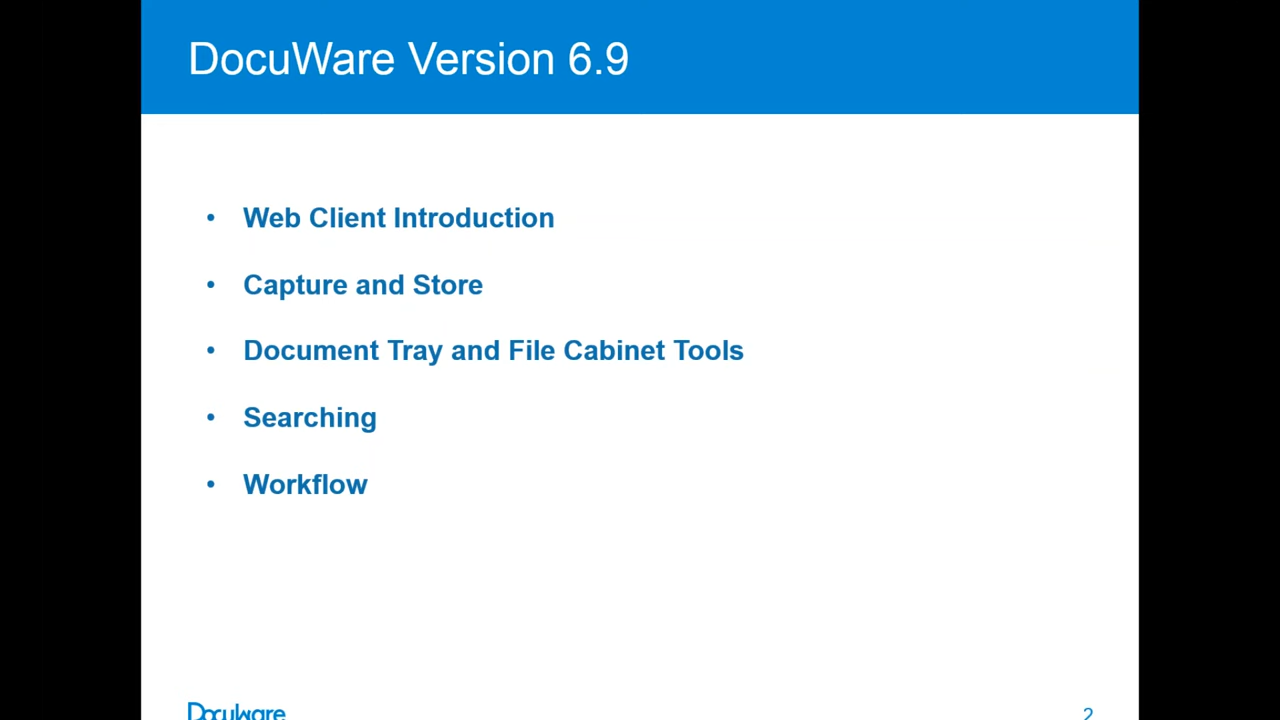 DocuWare Version 6.9
• Web Client Introduction
• Capture and Store
• Document Tray and File Cabinet Tools
• Searching
• Workflow
DocuWare
2